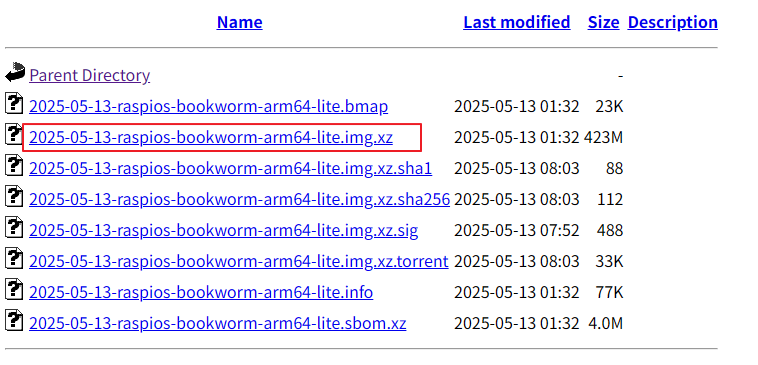 Name Last modified Size Description
Parent Directory -
2025-05-13-raspios-bookworm-arm64-lite.bmap 2025-05-13 01:32 23K
2025-05-13-raspios-bookworm-arm64-lite.img.xz 2025-05-13 01:32 423M
2025-05-13-raspios-bookworm-arm64-lite.img.xz.sha1 2025-05-13 08:03 88
2025-05-13-raspios-bookworm-arm64-lite.img.xz.sha256 2025-05-13 08:03 112
2025-05-13-raspios-bookworm-arm64-lite.img.xz.sig 2025-05-13 07:52 488
2025-05-13-raspios-bookworm-arm64-lite.img.xz.torrent 2025-05-13 08:03 33K
2025-05-13-raspios-bookworm-arm64-lite.info 2025-05-13 01:32 77K
2025-05-13-raspios-bookworm-arm64-lite.sbom.xz 2025-05-13 01:32 4.0M